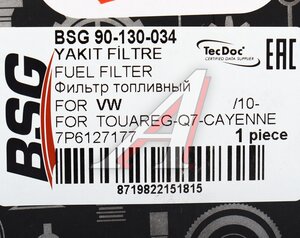 BSG 90-130-034
YAKIT FİLTRE
FUEL FILTER
Фильтр топливный
FOR VW /10-
FOR TOUAREG-Q7-CAYENNE
7P6127177 1 piece
8719822151815
BSG
TecDoc
CERTIFIED DATA SUPPLIER
EAC